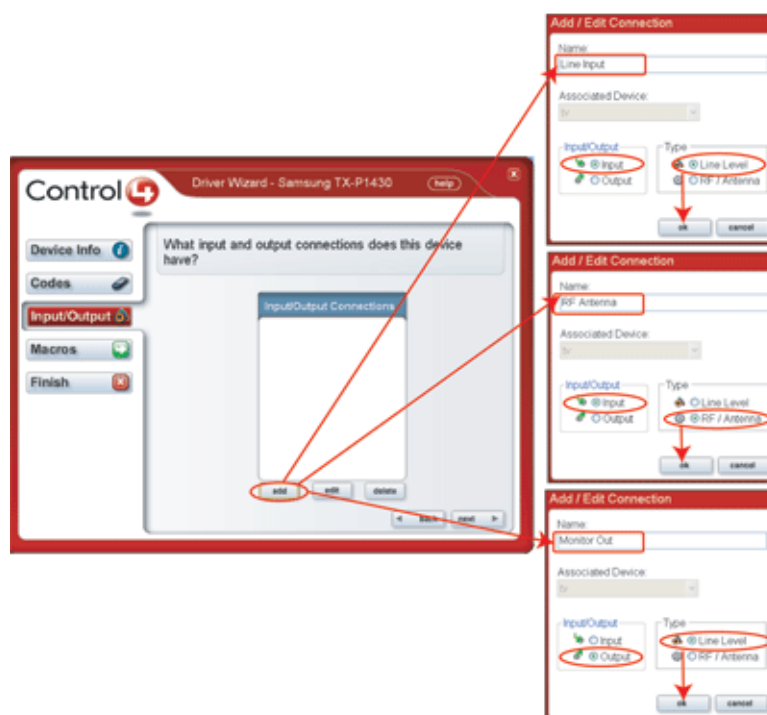 Control4
Driver Wizard - Samsung TX-P1430
help
Device Info
Codes
Input/Output
Macros
Finish
What input and output connections does this device
have?
Input/Output Connections
add
edit
delete
back
next
Add / Edit Connection
Name:
Line Input
Associated Device:
tv
Input/Output
Input
Output
Type
Line Level
RF / Antenna
ok
cancel
Add / Edit Connection
Name:
RF Antenna
Associated Device:
tv
Input/Output
Input
Output
Type
Line Level
RF / Antenna
ok
cancel
Add / Edit Connection
Name:
Monitor Out
Associated Device:
tv
Input/Output
Input
Output
Type
Line Level
RF / Antenna
ok
cancel